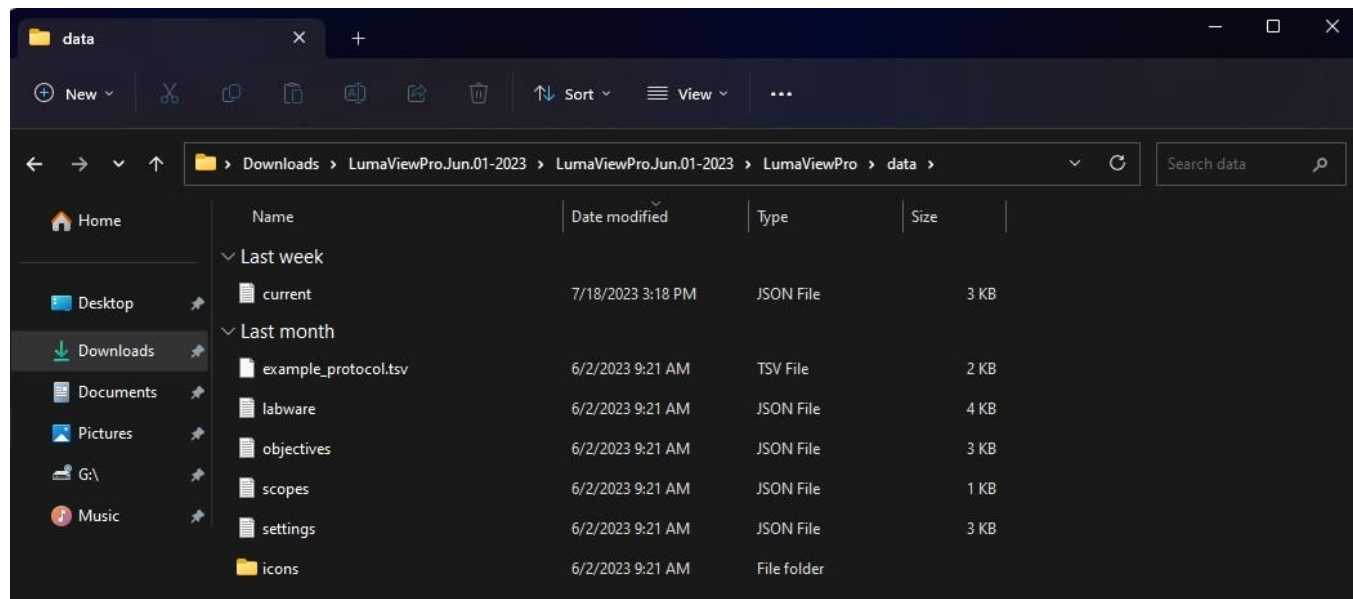 data
New
Sort
View
Downloads > LumaViewPro.Jun.01-2023 > LumaViewPro.Jun.01-2023 > LumaViewPro > data >
Search data
Home
Desktop
Downloads
Documents
Pictures
G:\
Music
Name Date modified Type Size
Last week
current 7/18/2023 3:18 PM JSON File 3 KB
Last month
example_protocol.tsv 6/2/2023 9:21 AM TSV File 2 KB
labware 6/2/2023 9:21 AM JSON File 4 KB
objectives 6/2/2023 9:21 AM JSON File 3 KB
scopes 6/2/2023 9:21 AM JSON File 1 KB
settings 6/2/2023 9:21 AM JSON File 3 KB
icons 6/2/2023 9:21 AM File folder